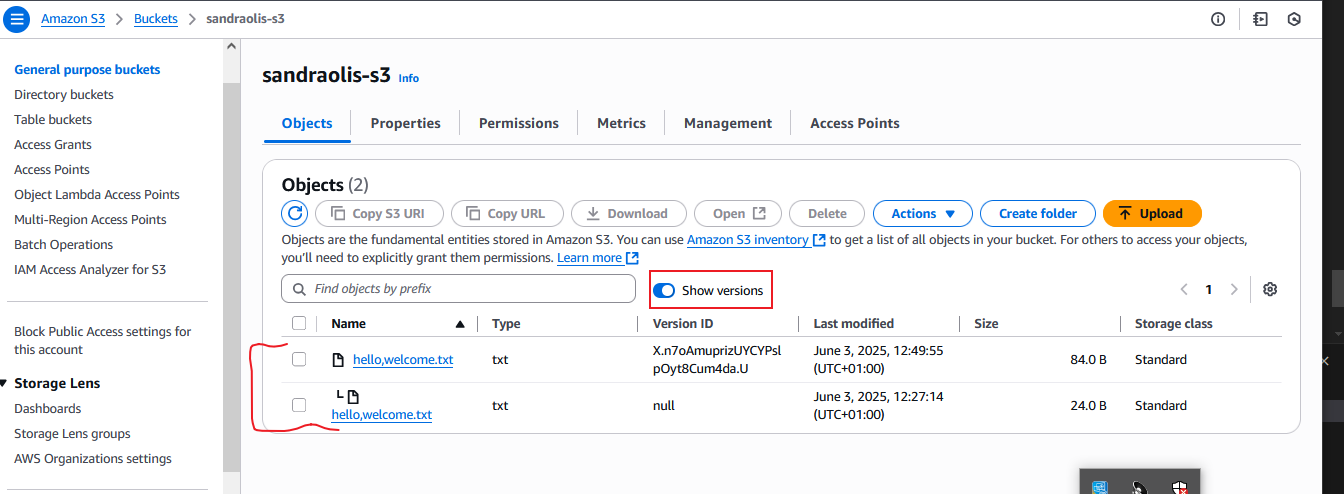 Amazon S3 > Buckets > sandraolis-s3
General purpose buckets
Directory buckets
Table buckets
Access Grants
Access Points
Object Lambda Access Points
Multi-Region Access Points
Batch Operations
IAM Access Analyzer for S3
Block Public Access settings for
this account
Storage Lens
Dashboards
Storage Lens groups
AWS Organizations settings
sandraolis-s3 Info
Objects Properties Permissions Metrics Management Access Points
Objects (2)
Copy S3 URI Copy URL Download Open Delete Actions Create folder Upload
Objects are the fundamental entities stored in Amazon S3. You can use Amazon S3 inventory to get a list of all objects in your bucket. For others to access your objects,
you'll need to explicitly grant them permissions. Learn more
Find objects by prefix Show versions 1
Name Type Version ID Last modified Size Storage class
hello,welcome.txt txt X.n7oAmuprizUYCYPsl June 3, 2025, 12:49:55 84.0 B Standard
pOyt8Cum4da.U (UTC+01:00)
hello,welcome.txt txt null June 3, 2025, 12:27:14 24.0 B Standard
(UTC+01:00)